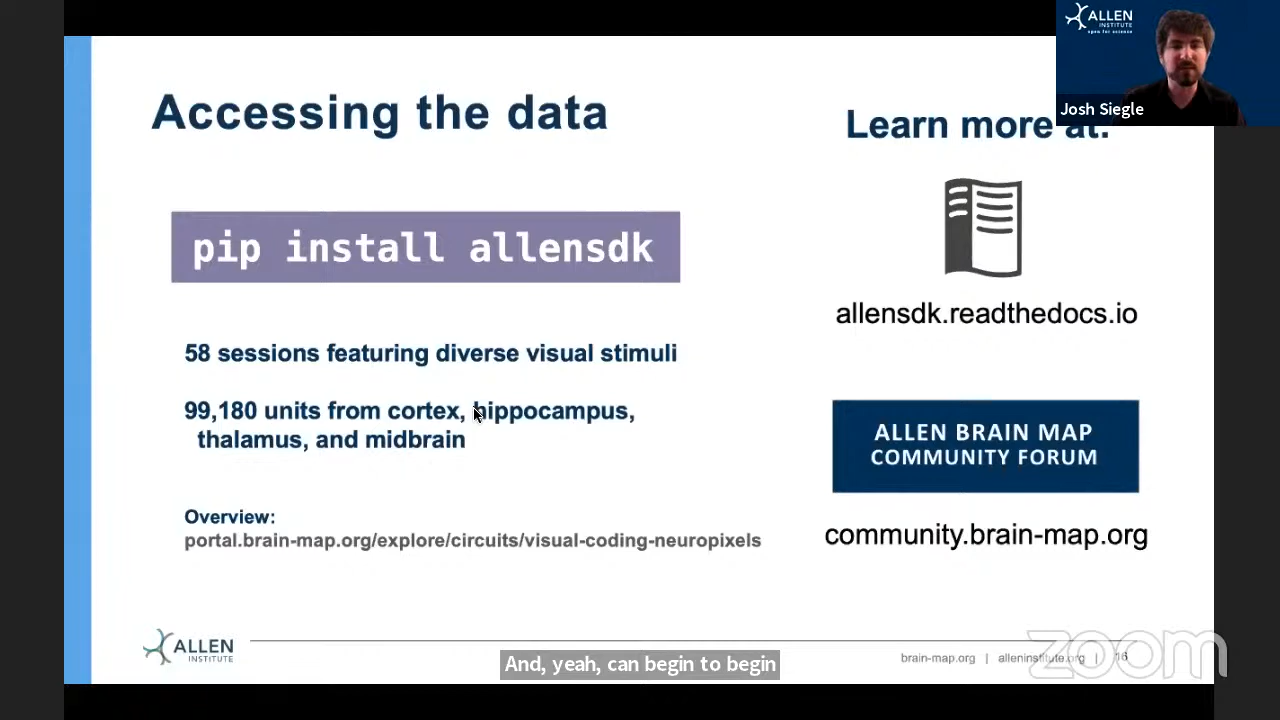 Accessing the data
pip install allensdk
58 sessions featuring diverse visual stimuli
99,180 units from cortex, hippocampus,
thalamus, and midbrain
Overview:
portal.brain-map.org/explore/circuits/visual-coding-neuropixels
Learn more at:
allensdk.readthedocs.io
ALLEN BRAIN MAP
COMMUNITY FORUM
community.brain-map.org
ALLEN
INSTITUTE
open for science
Josh Siegle
ALLEN
INSTITUTE
And, yeah, can begin to begin
brain-map.org | alleninstitute.org | 16
zoom